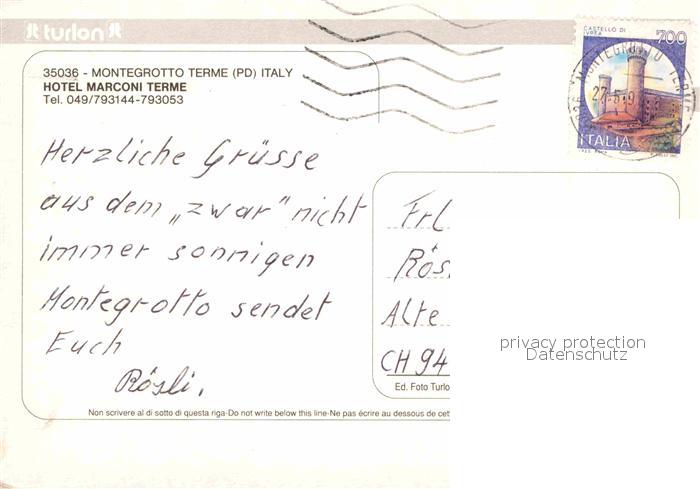 turlon
CASTELLO DI
IVREA
700
MONTEGROTTO TERME
ITALIA
35036 - MONTEGROTTO TERME (PD) ITALY
HOTEL MARCONI TERME
Tel. 049/793144-793053
Herzliche Grüsse
aus dem „zwar" nicht
immer sonnigen
Montegrotto sendet
Euch
Rösli.
Frl
Rös
Alte
CH 94
Ed. Foto Turlo
privacy protection
Datenschutz
Non scrivere al di sotto di questa riga-Do not write below this line-Ne pas écrire au dessous de cett